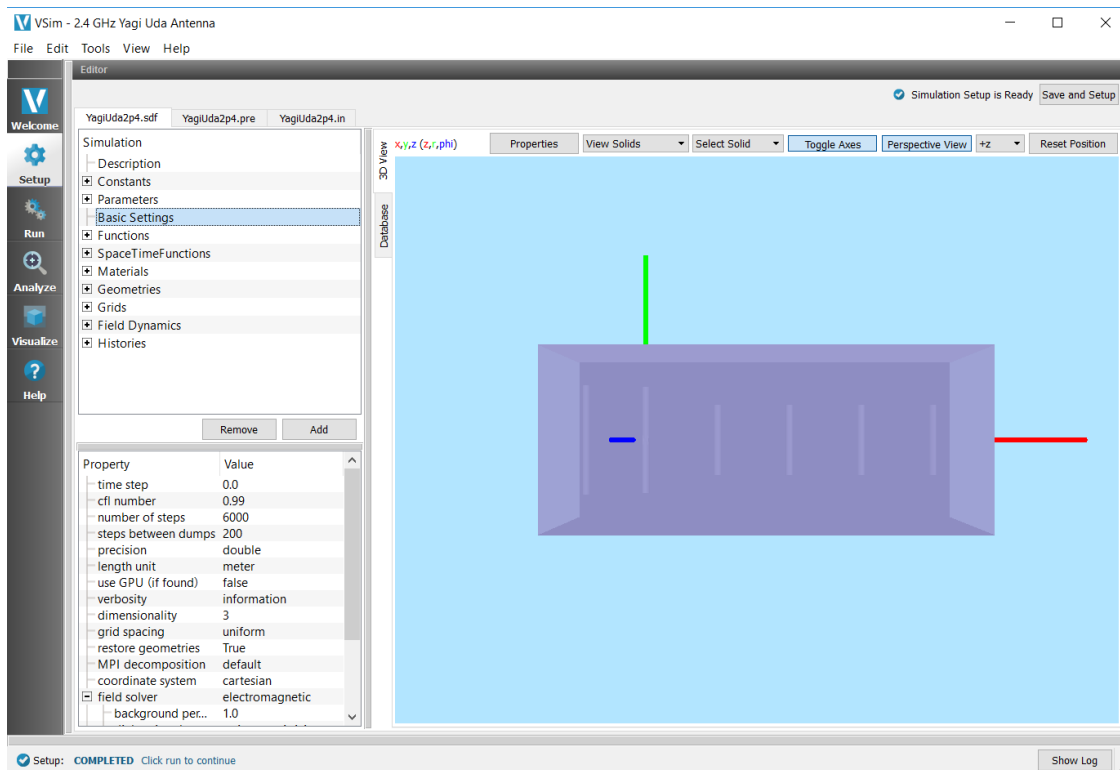 VSim - 2.4 GHz Yagi Uda Antenna
File Edit Tools View Help
Editor
Simulation Setup is Ready Save and Setup
Welcome
Setup
Run
Analyze
Visualize
Help
YagiUda2p4.sdf YagiUda2p4.pre YagiUda2p4.in
Simulation
Description
Constants
Parameters
Basic Settings
Functions
SpaceTimeFunctions
Materials
Geometries
Grids
Field Dynamics
Histories
Remove Add
Property Value
time step 0.0
cfl number 0.99
number of steps 6000
steps between dumps 200
precision double
length unit meter
use GPU (if found) false
verbosity information
dimensionality 3
grid spacing uniform
restore geometries True
MPI decomposition default
coordinate system cartesian
field solver electromagnetic
background per... 1.0
3D View
Database
x,y,z (z,r,phi) Properties View Solids Select Solid Toggle Axes Perspective View +z Reset Position
Setup: COMPLETED Click run to continue
Show Log